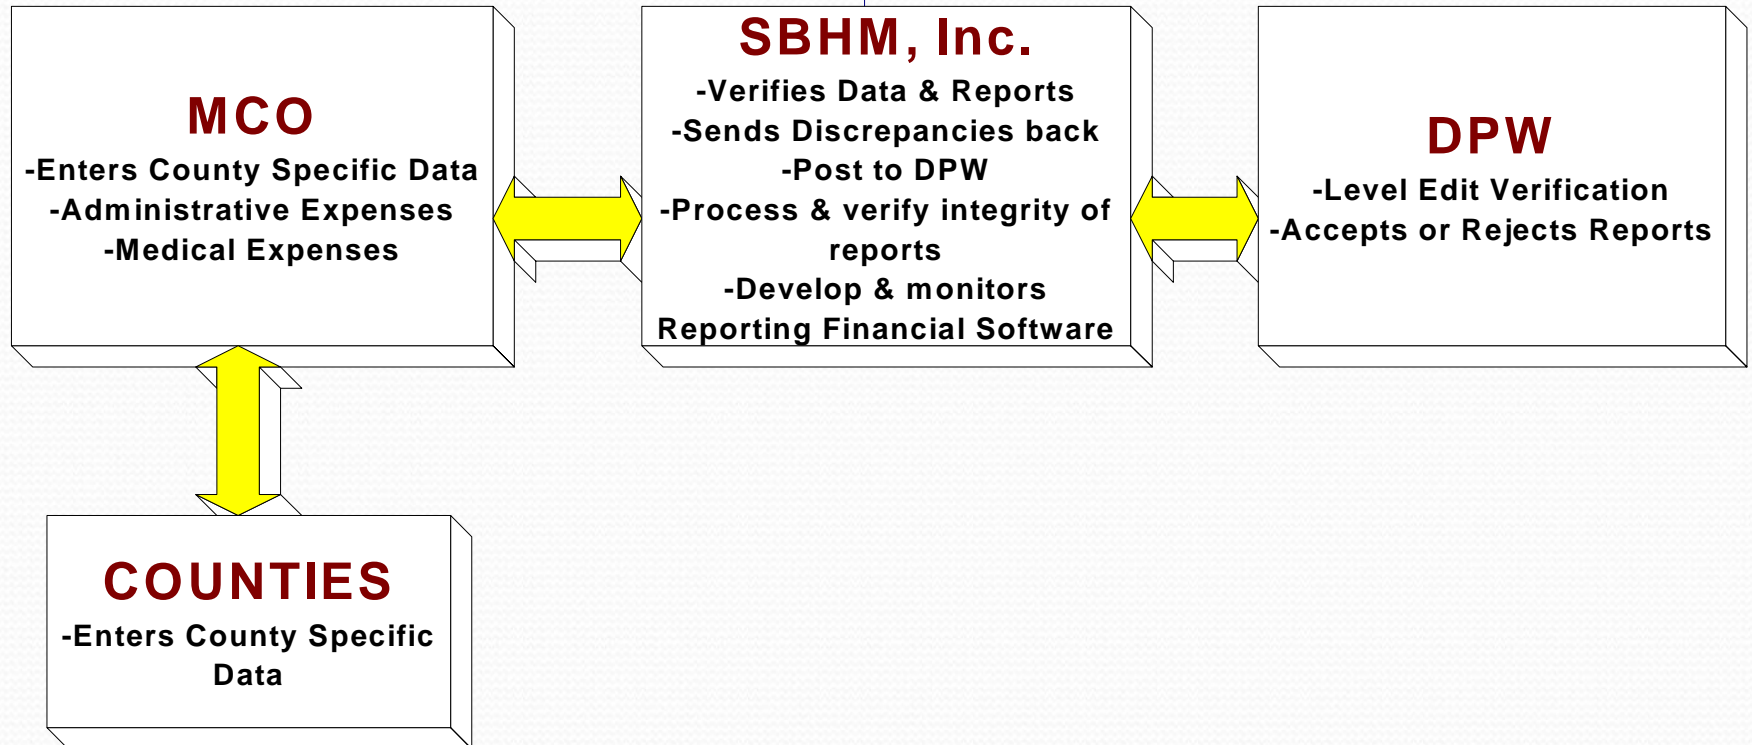 MCO
-Enters County Specific Data
-Administrative Expenses
-Medical Expenses
SBHM, Inc.
-Verifies Data & Reports
-Sends Discrepancies back
-Post to DPW
-Process & verify integrity of
reports
-Develop & monitors
Reporting Financial Software
DPW
-Level Edit Verification
-Accepts or Rejects Reports
COUNTIES
-Enters County Specific
Data